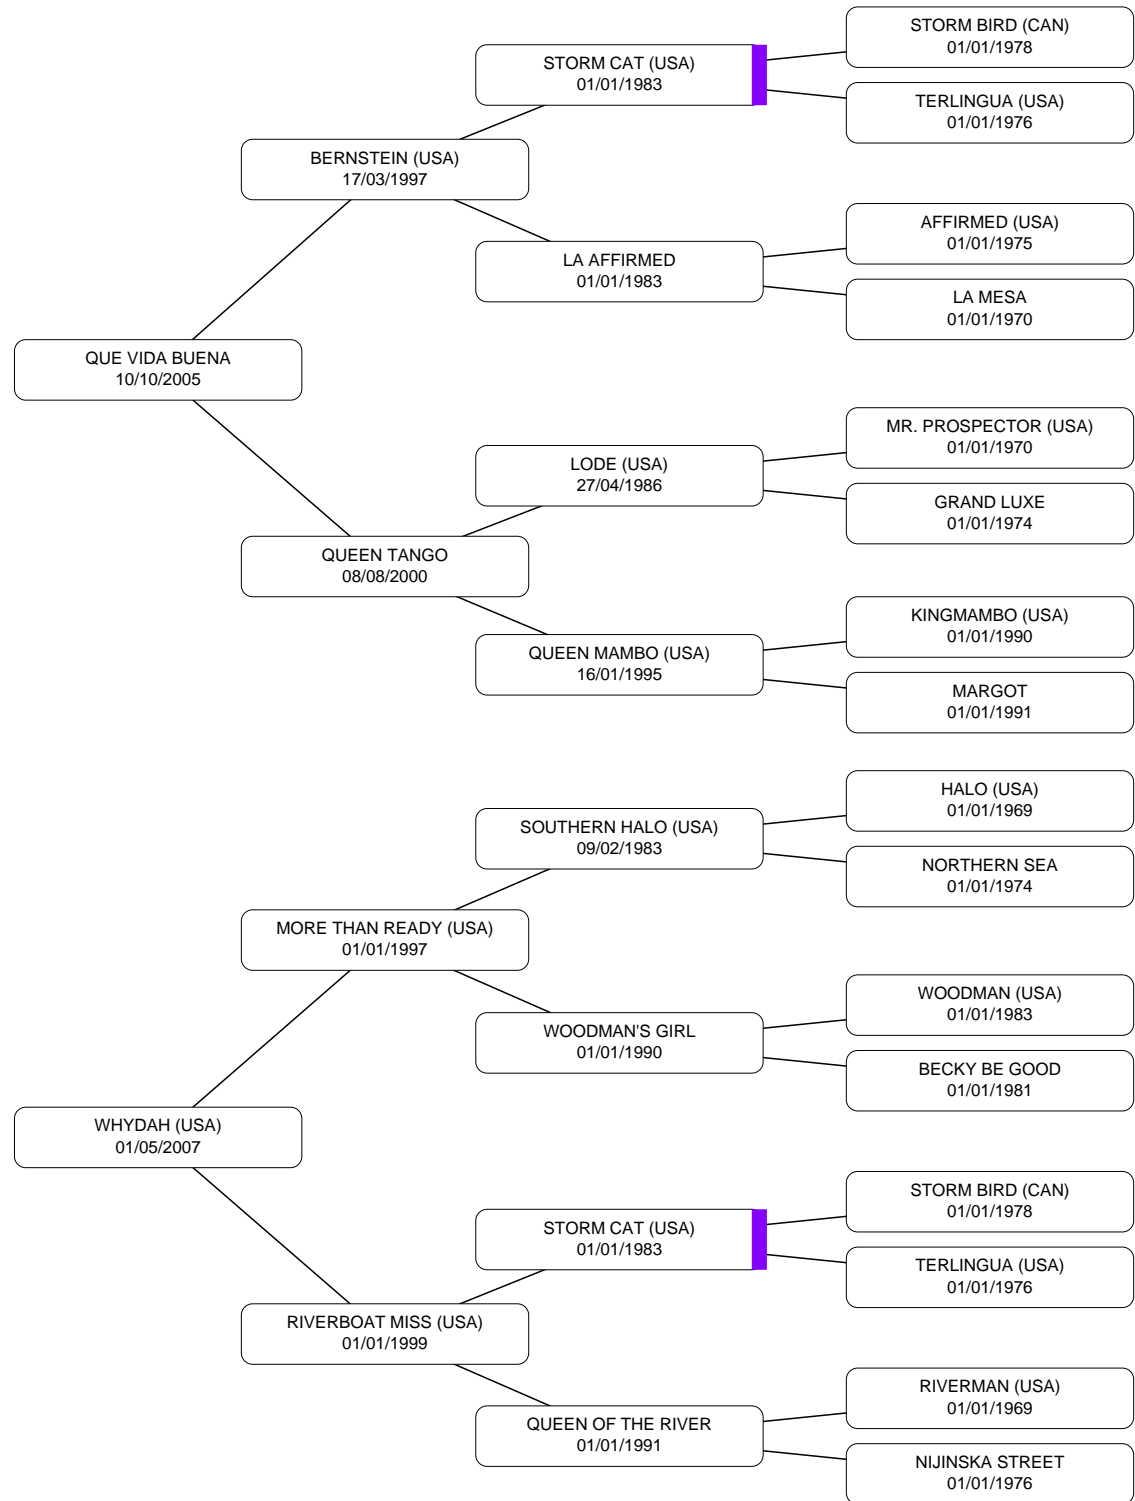 STORM BIRD (CAN)
01/01/1978
STORM CAT (USA)
01/01/1983
TERLINGUA (USA)
01/01/1976
BERNSTEIN (USA)
17/03/1997
AFFIRMED (USA)
01/01/1975
LA AFFIRMED
01/01/1983
LA MESA
01/01/1970
QUE VIDA BUENA
10/10/2005
MR. PROSPECTOR (USA)
01/01/1970
LODE (USA)
27/04/1986
GRAND LUXE
01/01/1974
QUEEN TANGO
08/08/2000
KINGMAMBO (USA)
01/01/1990
QUEEN MAMBO (USA)
16/01/1995
MARGOT
01/01/1991
HALO (USA)
01/01/1969
SOUTHERN HALO (USA)
09/02/1983
NORTHERN SEA
01/01/1974
MORE THAN READY (USA)
01/01/1997
WOODMAN (USA)
01/01/1983
WOODMAN'S GIRL
01/01/1990
BECKY BE GOOD
01/01/1981
WHYDAH (USA)
01/05/2007
STORM BIRD (CAN)
01/01/1978
STORM CAT (USA)
01/01/1983
TERLINGUA (USA)
01/01/1976
RIVERBOAT MISS (USA)
01/01/1999
RIVERMAN (USA)
01/01/1969
QUEEN OF THE RIVER
01/01/1991
NIJINSKA STREET
01/01/1976